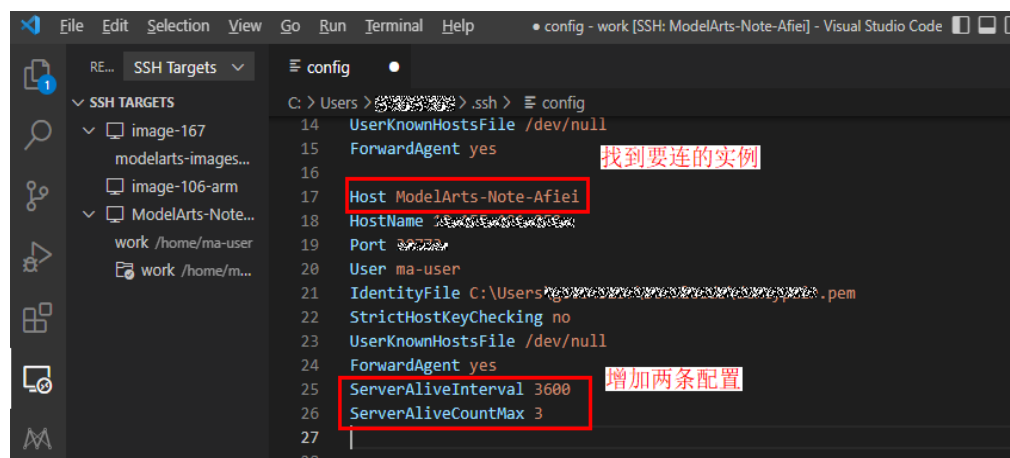 File Edit Selection View Go Run Terminal Help ● config - work [SSH: ModelArts-Note-Afiei] - Visual Studio Code
RE... SSH Targets
config ●
SSH TARGETS
C: > Users > > .ssh > config
image-167
modelarts-images...
image-106-arm
ModelArts-Note...
work /home/ma-user
work /home/m...
1
14 UserKnownHostsFile /dev/null
15 ForwardAgent yes
找到要连的实例
16
17 Host ModelArts-Note-Afiei
18 HostName
19 Port
20 User ma-user
21 IdentityFile C:\Users .pem
22 StrictHostKeyChecking no
23 UserKnownHostsFile /dev/null
24 ForwardAgent yes
增加两条配置
25 ServerAliveInterval 3600
26 ServerAliveCountMax 3
27